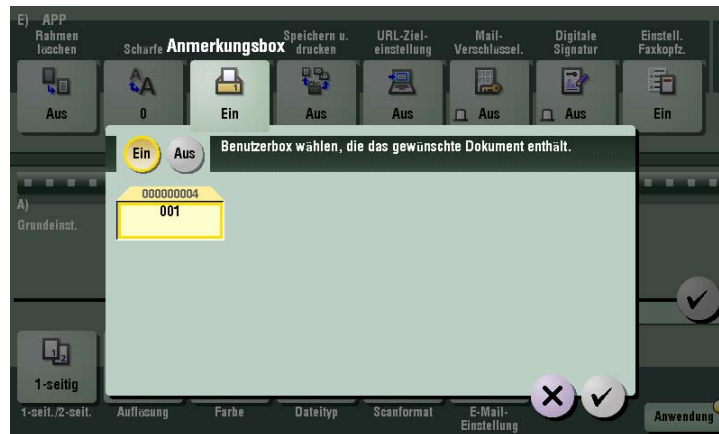 E) APP
Rahmen löschen
Schärfe
Anmerkungsbox
Speichern u. drucken
URL-Ziel-einstellung
Mail-Verschlüssel.
Digitale Signatur
Einstell. Faxkopfz.
Aus
0
Ein
Aus
Aus
Aus
Aus
Ein
Ein
Aus
Benutzerbox wählen, die das gewünschte Dokument enthält.
000000004
001
A)
Grundeinst.
1-seitig
1-seit./2-seit.
Auflösung
Farbe
Dateityp
Scanformat
E-Mail-Einstellung
Anwendung